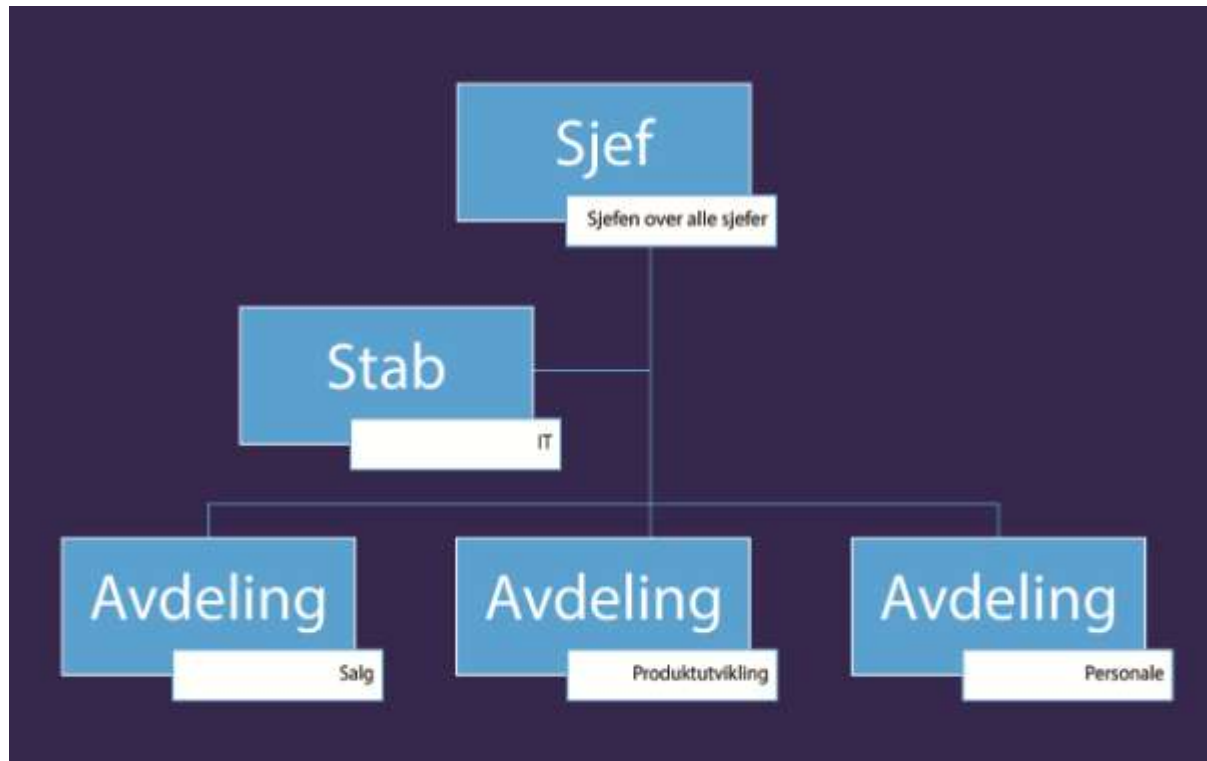 Sjef
Sjefen over alle sjefer
Stab
IT
Avdeling
Salg
Avdeling
Produktutvikling
Avdeling
Personale